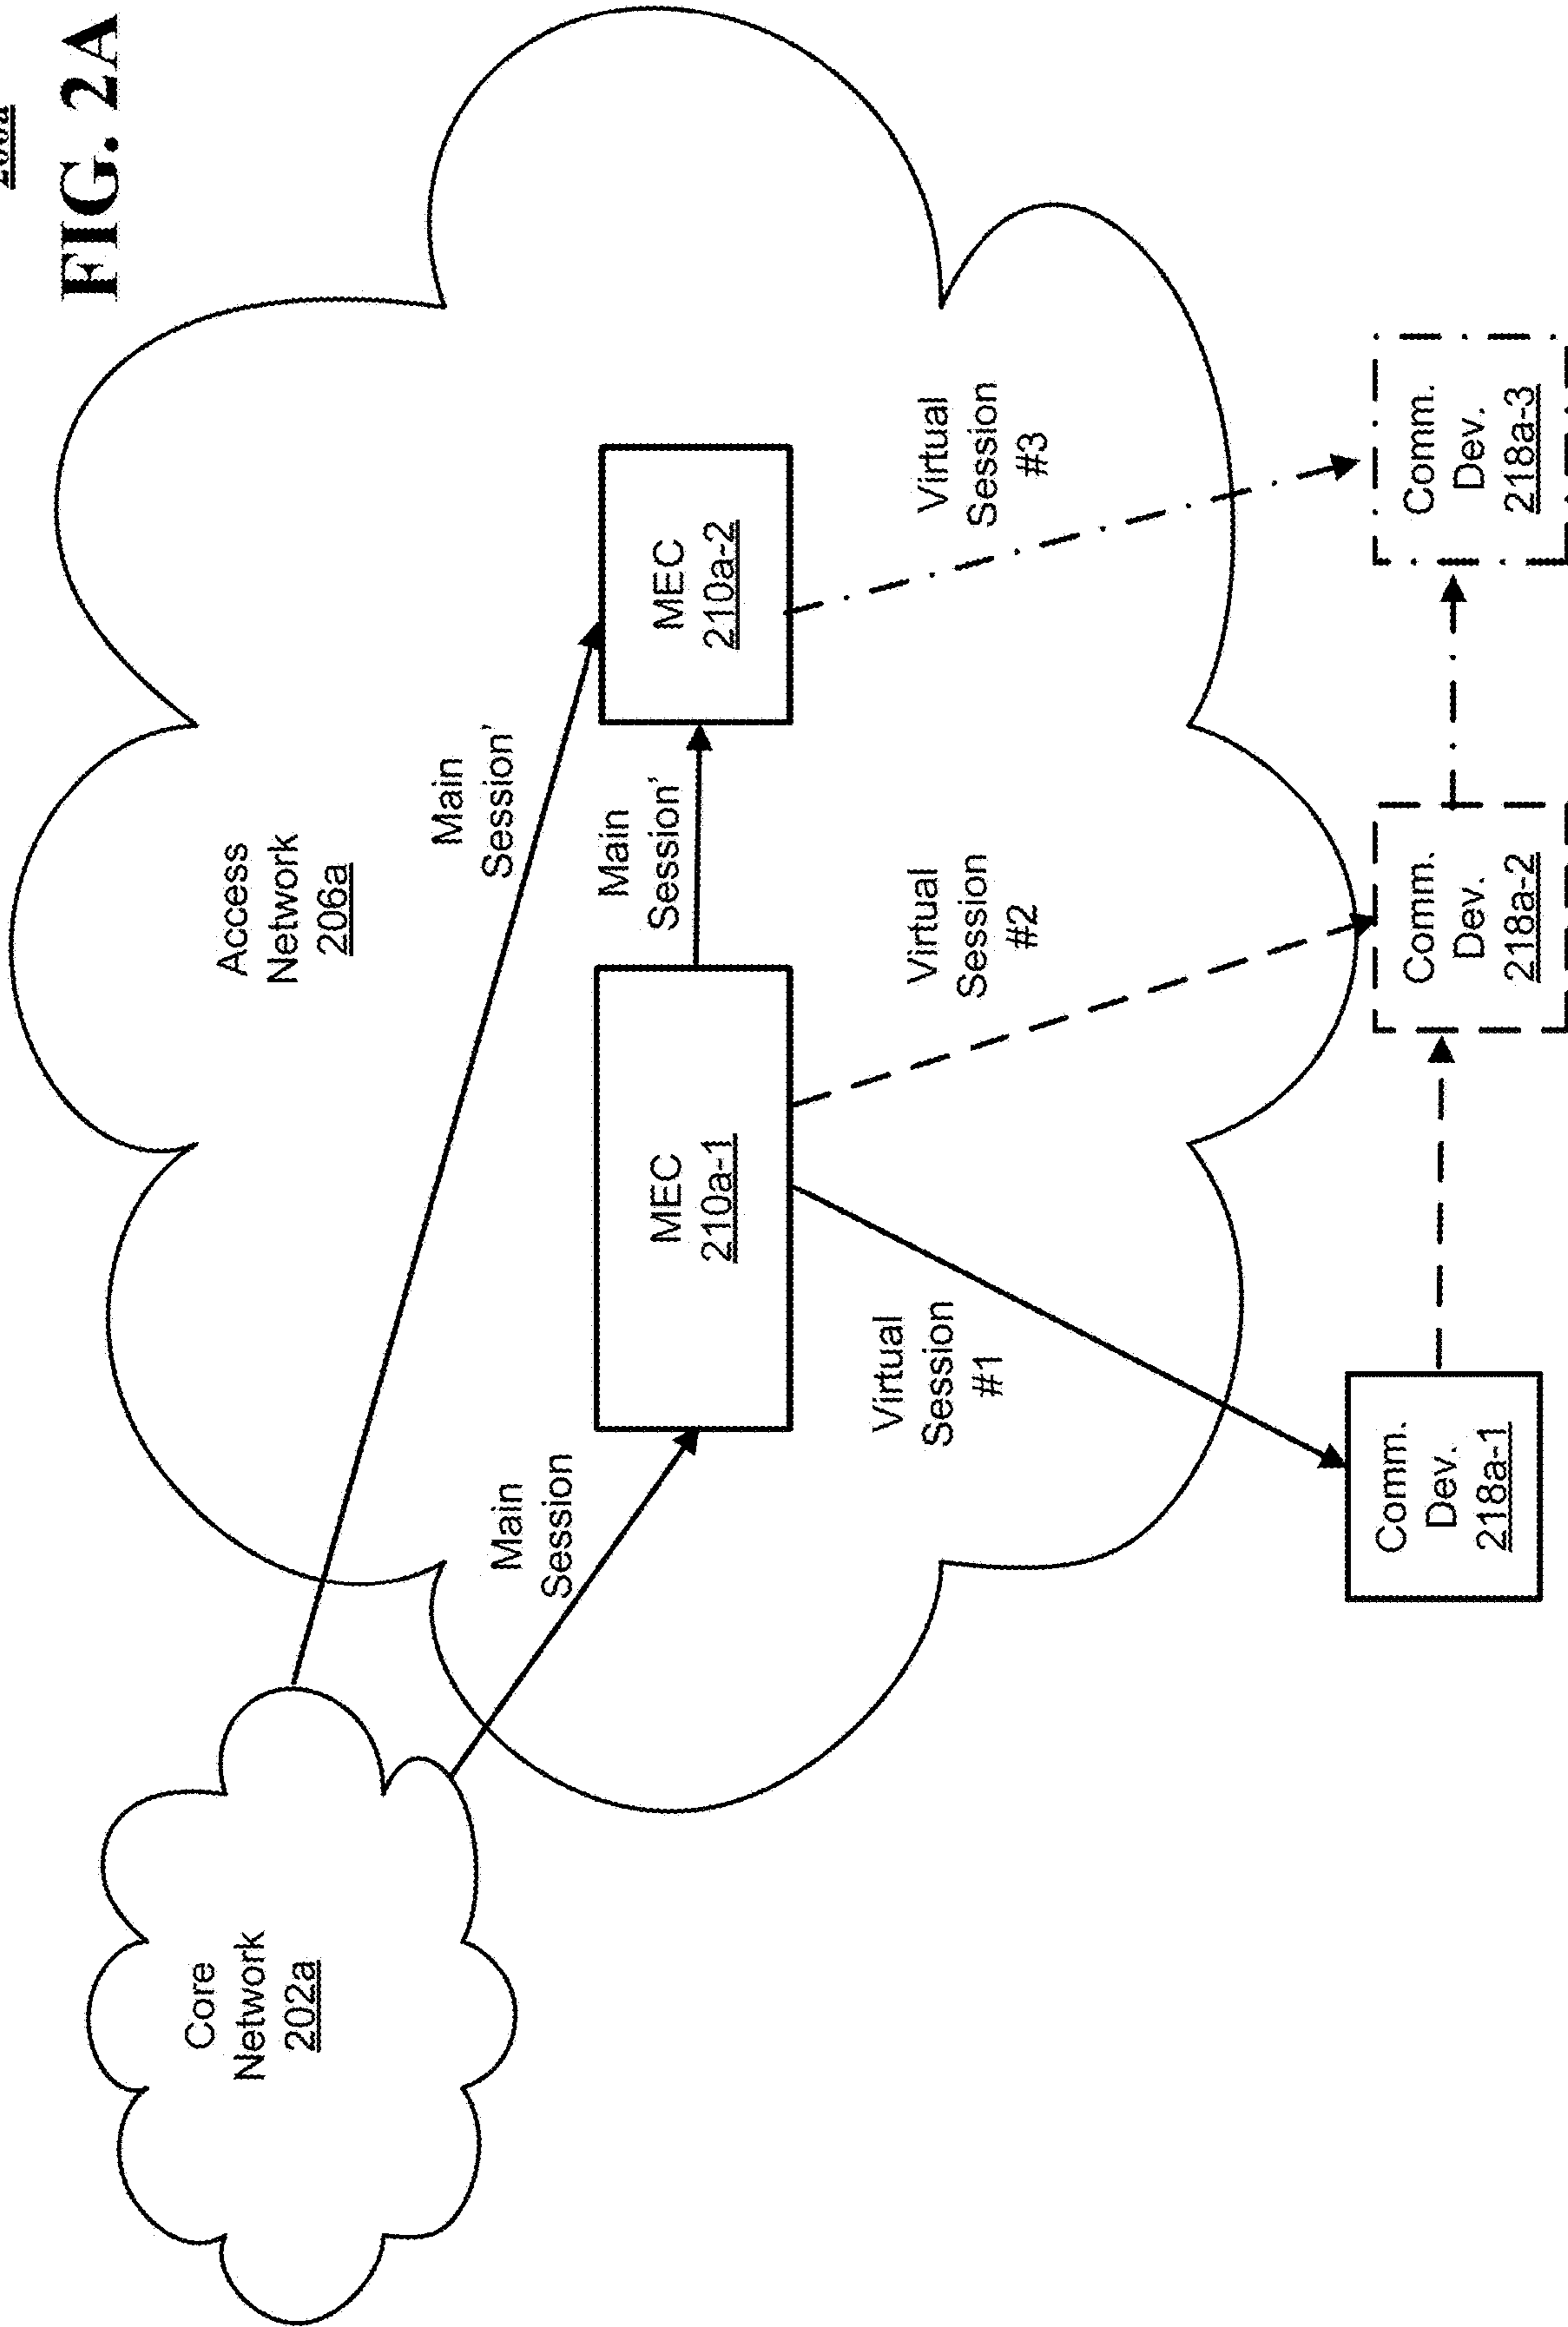 Core
Network
202a
Access
Network
206a
Main
Session'
Main
Session
Main
Session'
MEC
210a-1
MEC
210a-2
Virtual
Session
#1
Virtual
Session
#2
Virtual
Session
#3
Comm.
Dev.
218a-1
Comm.
Dev.
218a-2
Comm.
Dev.
218a-3
FIG. 2A